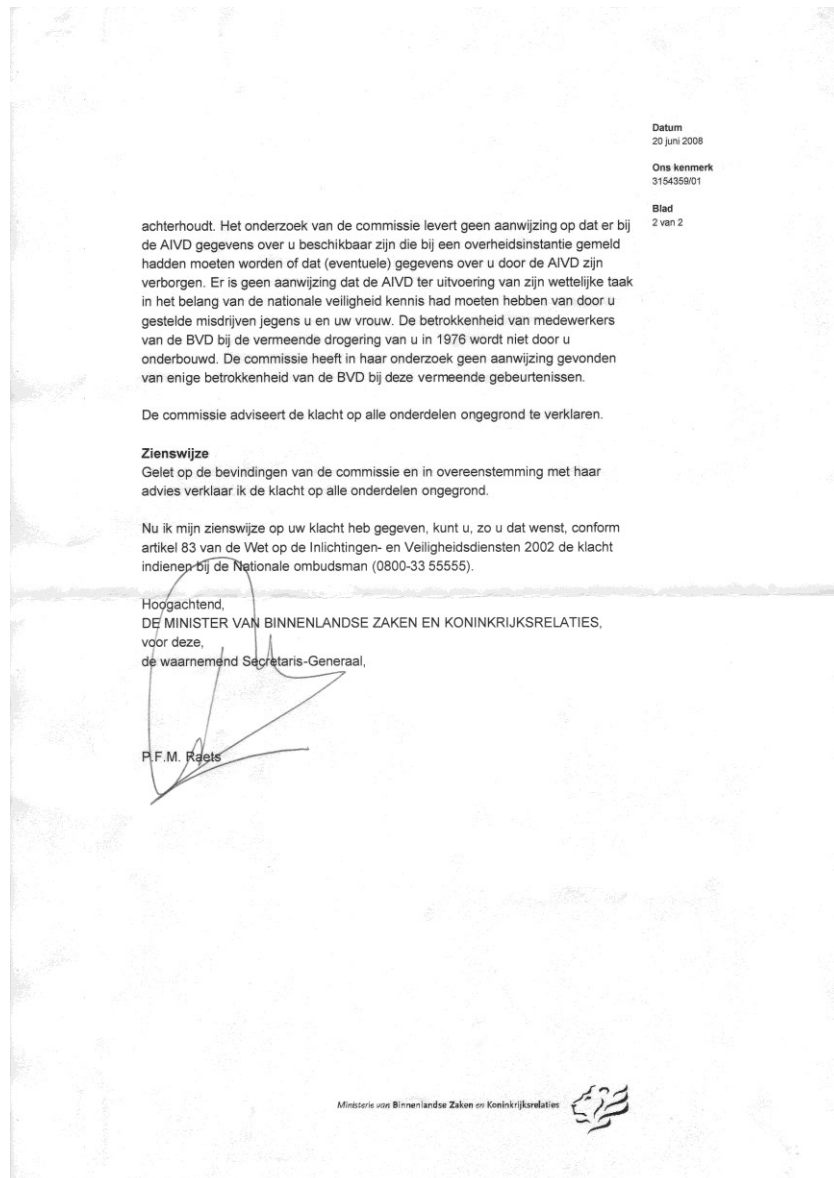 Datum
20 juni 2008
Ons kenmerk
3154359/01
Blad
2 van 2
achterhoudt. Het onderzoek van de commissie levert geen aanwijzing op dat er bij
de AIVD gegevens over u beschikbaar zijn die bij een overheidsinstantie gemeld
hadden moeten worden of dat (eventuele) gegevens over u door de AIVD zijn
verborgen. Er is geen aanwijzing dat de AIVD ter uitvoering van zijn wettelijke taak
in het belang van de nationale veiligheid kennis had moeten hebben van door u
gestelde misdrijven jegens u en uw vrouw. De betrokkenheid van medewerkers
van de BVD bij de vermeende drogering van u in 1976 wordt niet door u
onderbouwd. De commissie heeft in haar onderzoek geen aanwijzing gevonden
van enige betrokkenheid van de BVD bij deze vermeende gebeurtenissen.
De commissie adviseert de klacht op alle onderdelen ongegrond te verklaren.
Zienswijze
Gelet op de bevindingen van de commissie en in overeenstemming met haar
advies verklaar ik de klacht op alle onderdelen ongegrond.
Nu ik mijn zienswijze op uw klacht heb gegeven, kunt u, zo u dat wenst, conform
artikel 83 van de Wet op de Inlichtingen- en Veiligheidsdiensten 2002 de klacht
indienen bij de Nationale ombudsman (0800-33 55555).
Hoogachtend,
DE MINISTER VAN BINNENLANDSE ZAKEN EN KONINKRIJKSRELATIES,
voor deze,
de waarnemend Secretaris-Generaal,
P.F.M. Raets
Ministerie van Binnenlandse Zaken en Koninkrijksrelaties